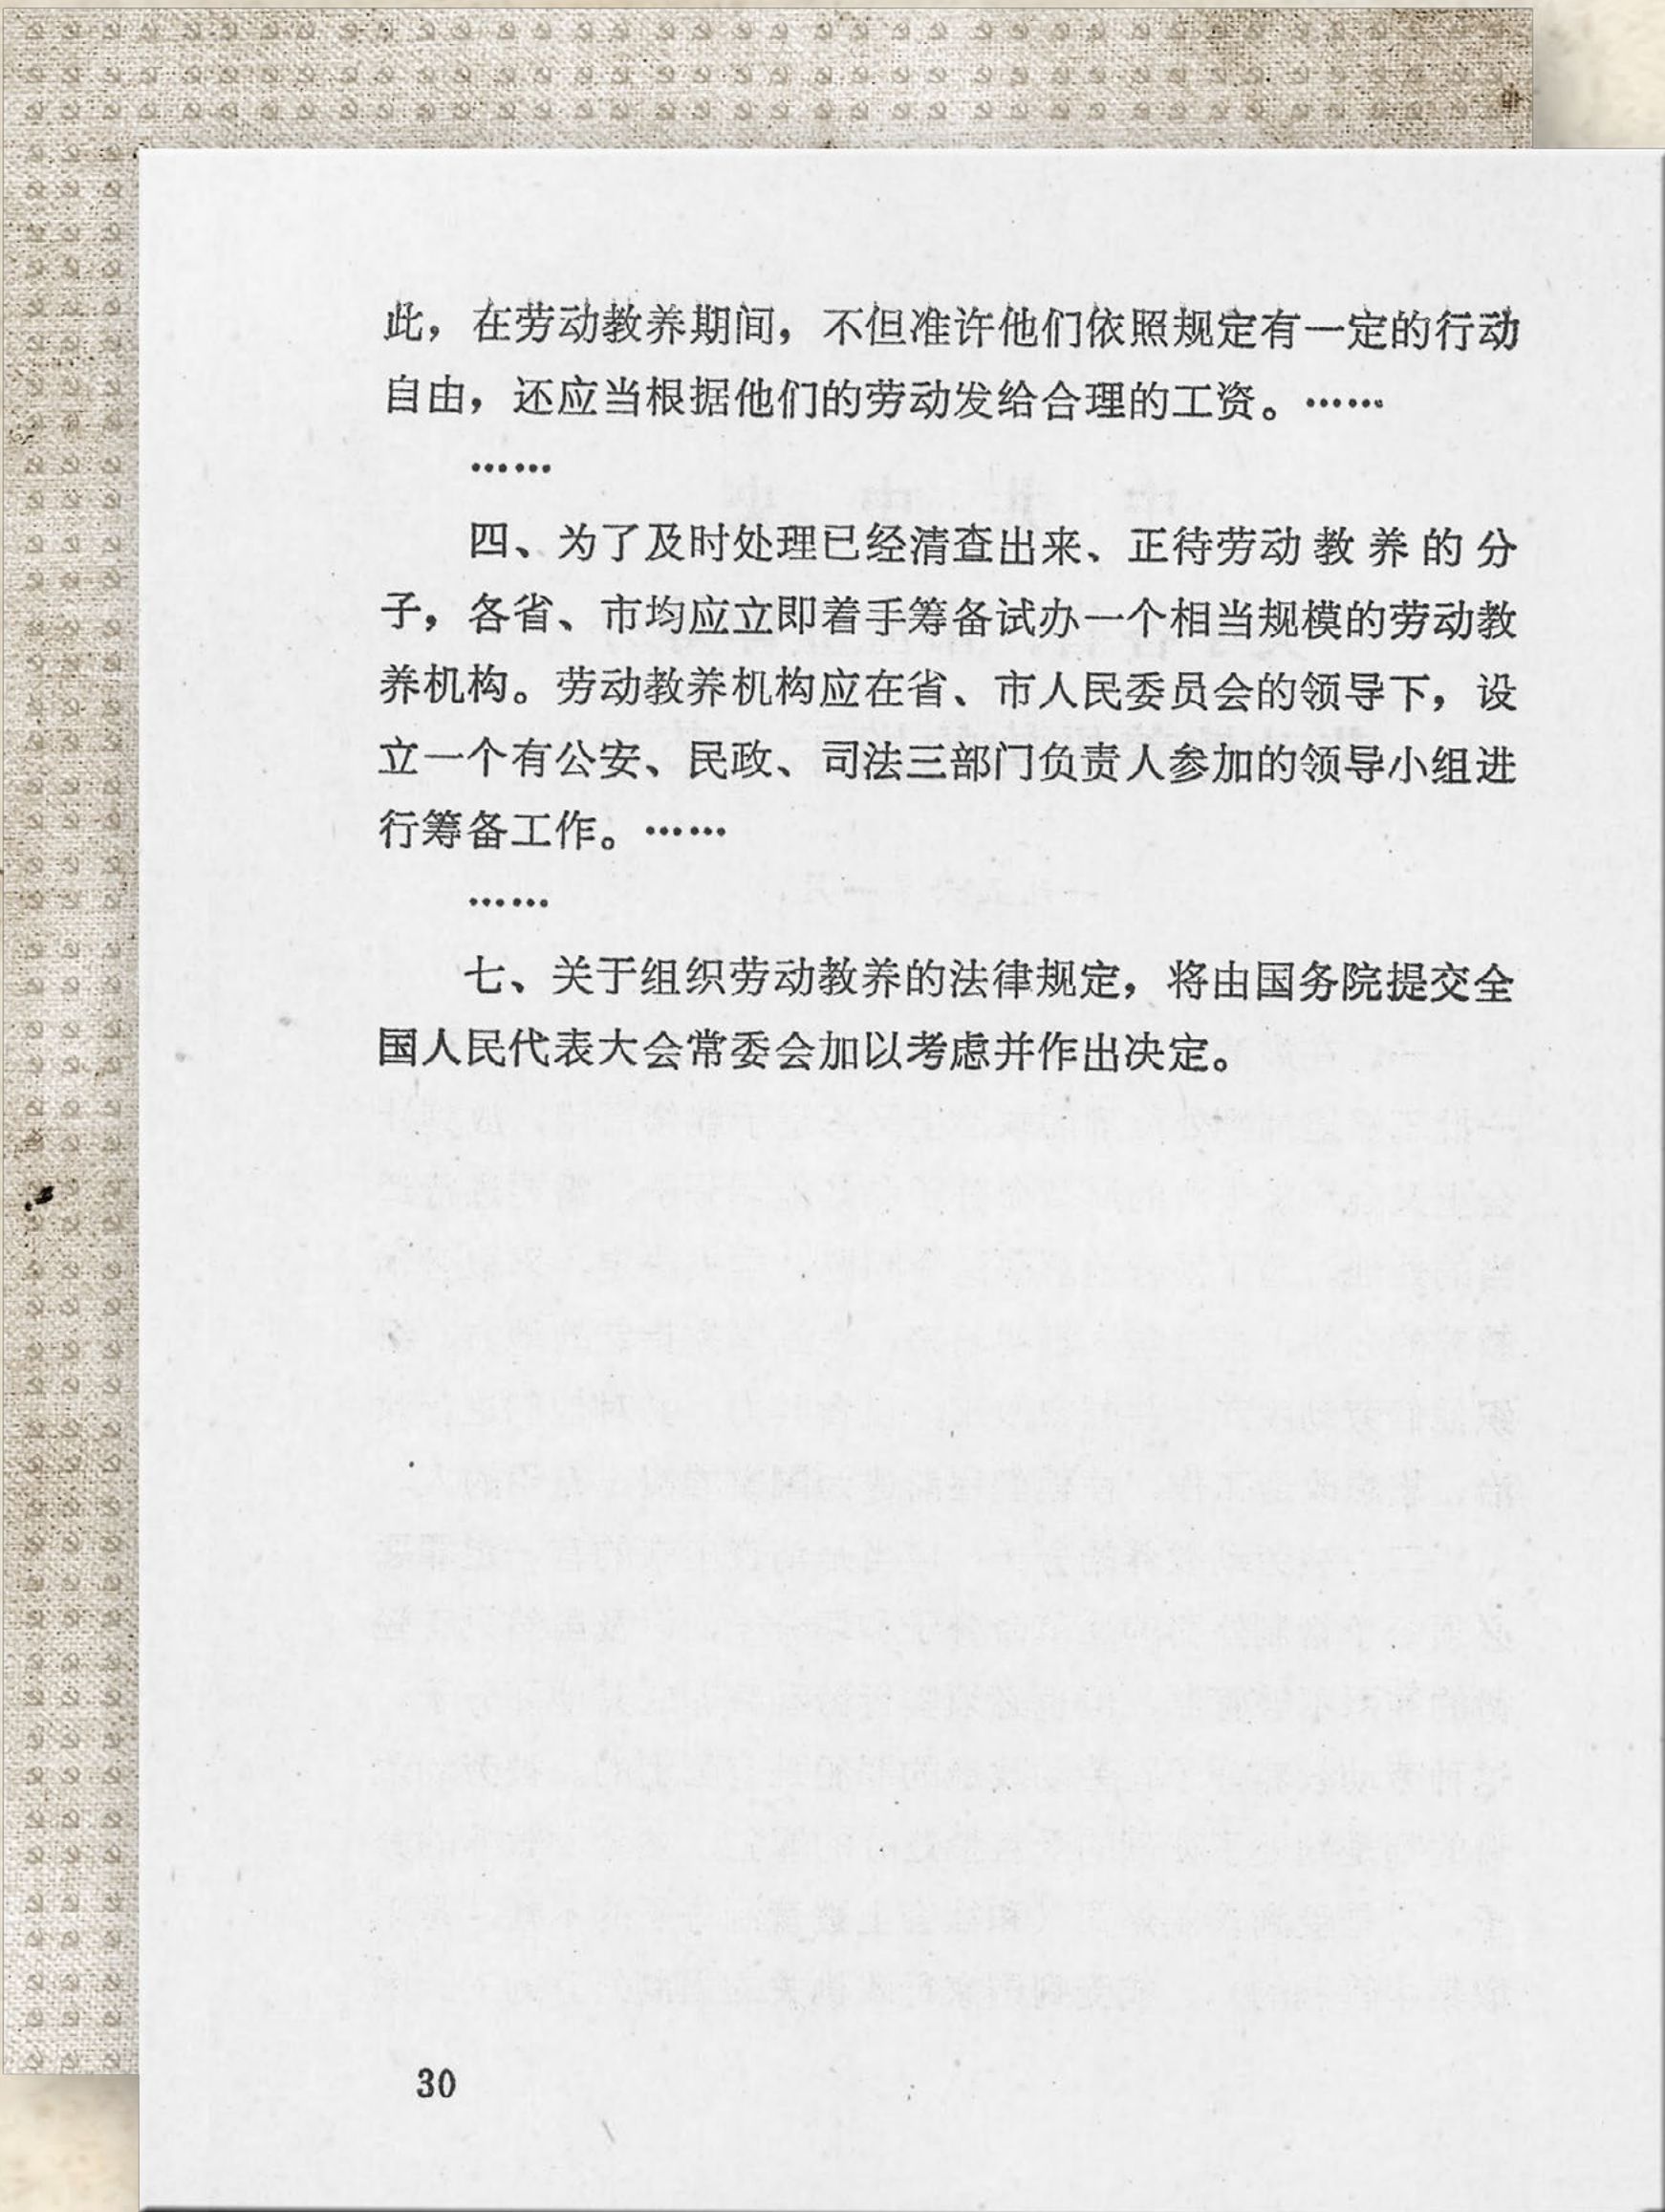 此，在劳动教养期间，不但准许他们依照规定有一定的行动
自由，还应当根据他们的劳动发给合理的工资。……
……
四、为了及时处理已经清查出来、正待劳动教养的分
子，各省、市均应立即着手筹备试办一个相当规模的劳动教
养机构。劳动教养机构应在省、市人民委员会的领导下，设
立一个有公安、民政、司法三部门负责人参加的领导小组进
行筹备工作。……
……
七、关于组织劳动教养的法律规定，将由国务院提交全
国人民代表大会常委会加以考虑并作出决定。
30